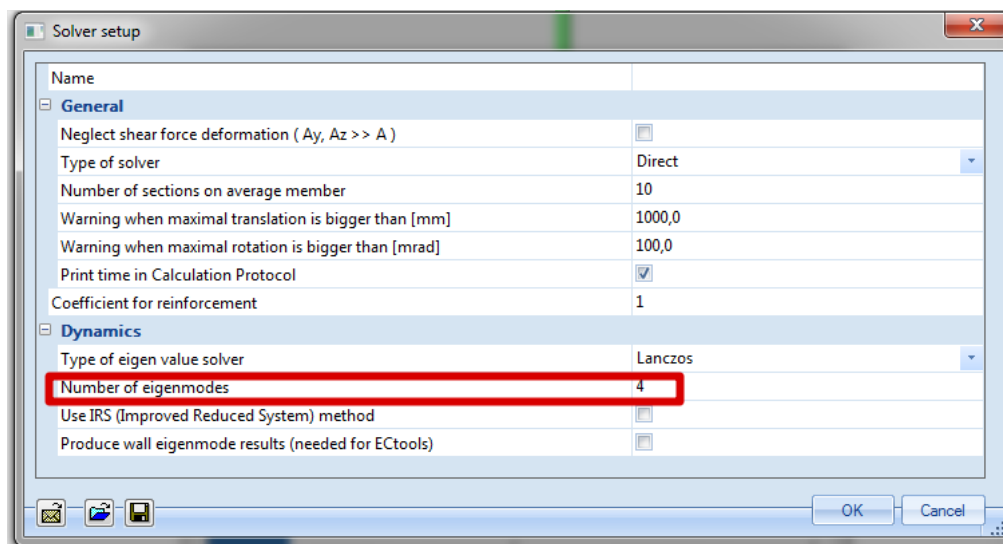 Solver setup
Name
General
Neglect shear force deformation ( Ay, Az >> A )
Type of solver Direct
Number of sections on average member 10
Warning when maximal translation is bigger than [mm] 1000,0
Warning when maximal rotation is bigger than [mrad] 100,0
Print time in Calculation Protocol
Coefficient for reinforcement 1
Dynamics
Type of eigen value solver Lanczos
Number of eigenmodes 4
Use IRS (Improved Reduced System) method
Produce wall eigenmode results (needed for ECtools)
OK Cancel